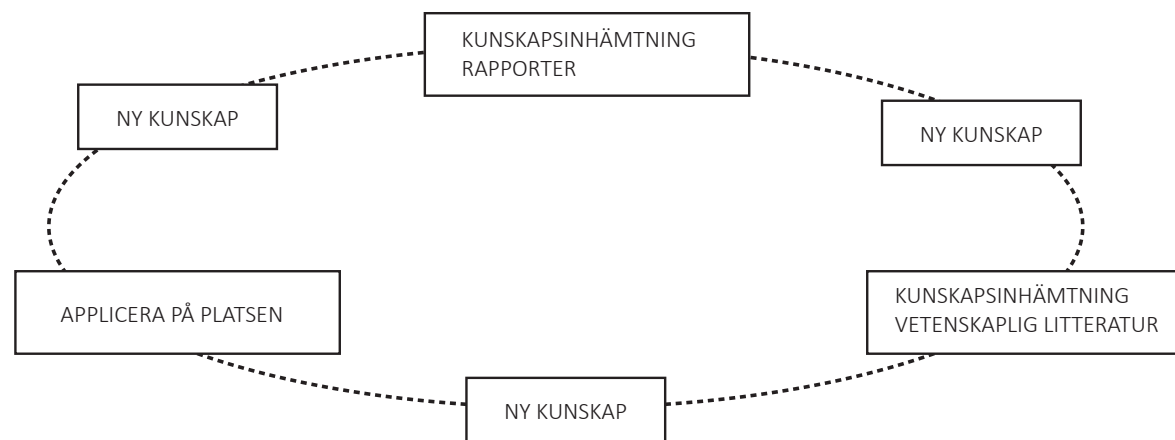 KUNSKAPSINHÄMTNING
RAPPORTER
NY KUNSKAP
NY KUNSKAP
APPLICERA PÅ PLATSEN
KUNSKAPSINHÄMTNING
VETENSKAPLIG LITTERATUR
NY KUNSKAP